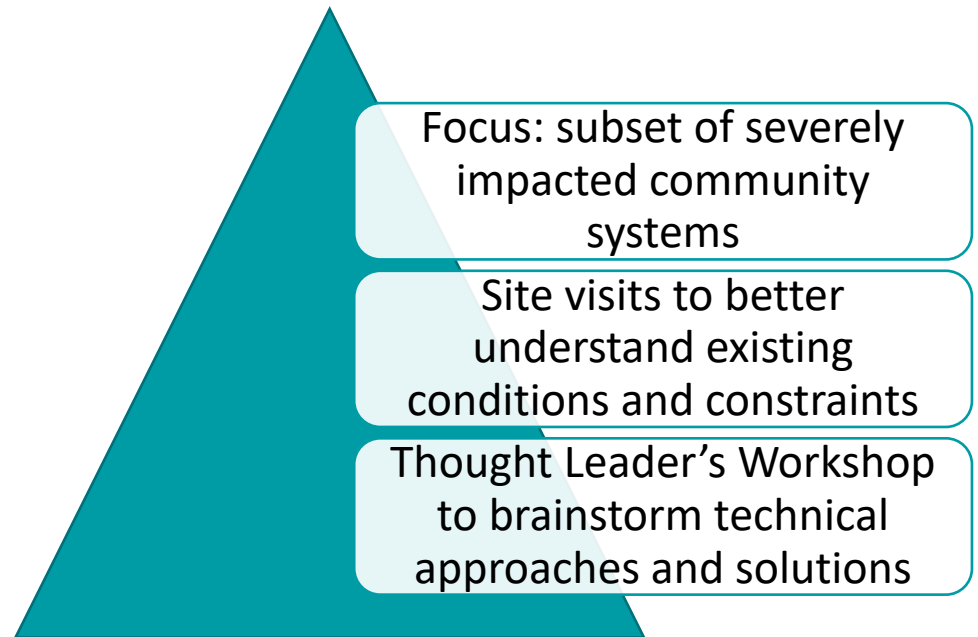 Focus: subset of severely
impacted community
systems
Site visits to better
understand existing
conditions and constraints
Thought Leader’s Workshop
to brainstorm technical
approaches and solutions